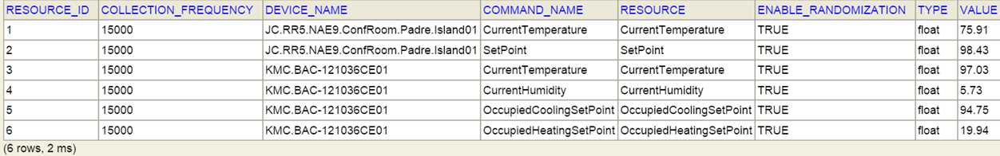 RESOURCE_ID COLLECTION_FREQUENCY DEVICE_NAME COMMAND_NAME RESOURCE ENABLE_RANDOMIZATION TYPE VALUE
1 15000 JC.RR5.NAE9.ConfRoom.Padre.Island01 CurrentTemperature CurrentTemperature TRUE float 75.91
2 15000 JC.RR5.NAE9.ConfRoom.Padre.Island01 SetPoint SetPoint TRUE float 98.43
3 15000 KMC.BAC-121036CE01 CurrentTemperature CurrentTemperature TRUE float 97.03
4 15000 KMC.BAC-121036CE01 CurrentHumidity CurrentHumidity TRUE float 5.73
5 15000 KMC.BAC-121036CE01 OccupiedCoolingSetPoint OccupiedCoolingSetPoint TRUE float 94.75
6 15000 KMC.BAC-121036CE01 OccupiedHeatingSetPoint OccupiedHeatingSetPoint TRUE float 19.94
(6 rows, 2 ms)